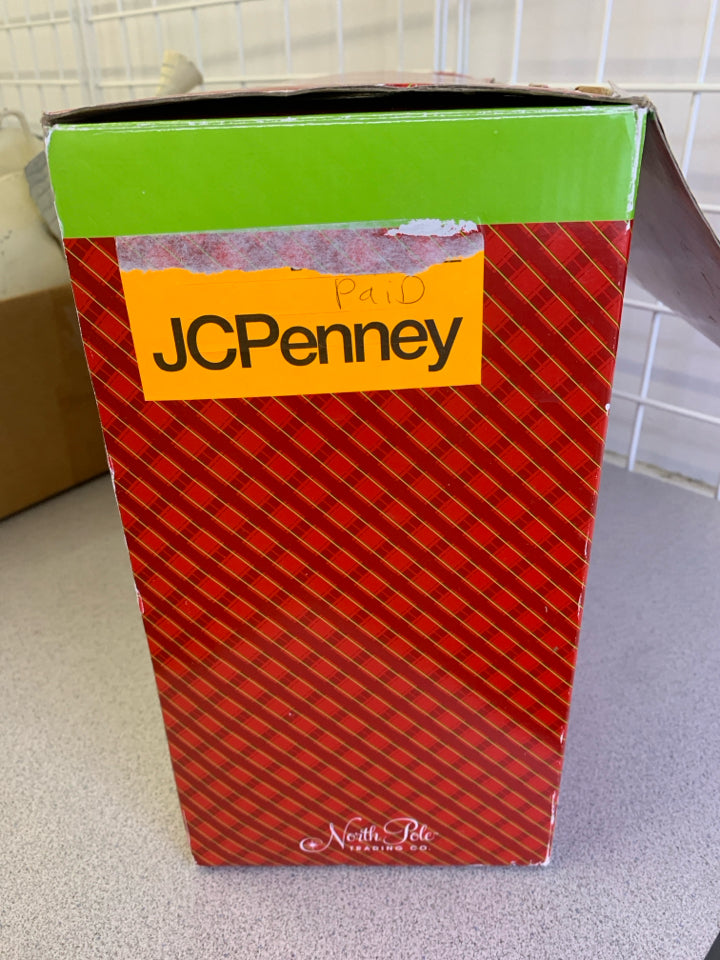 PaiD
JCPenney
North Pole
TRADING CO.